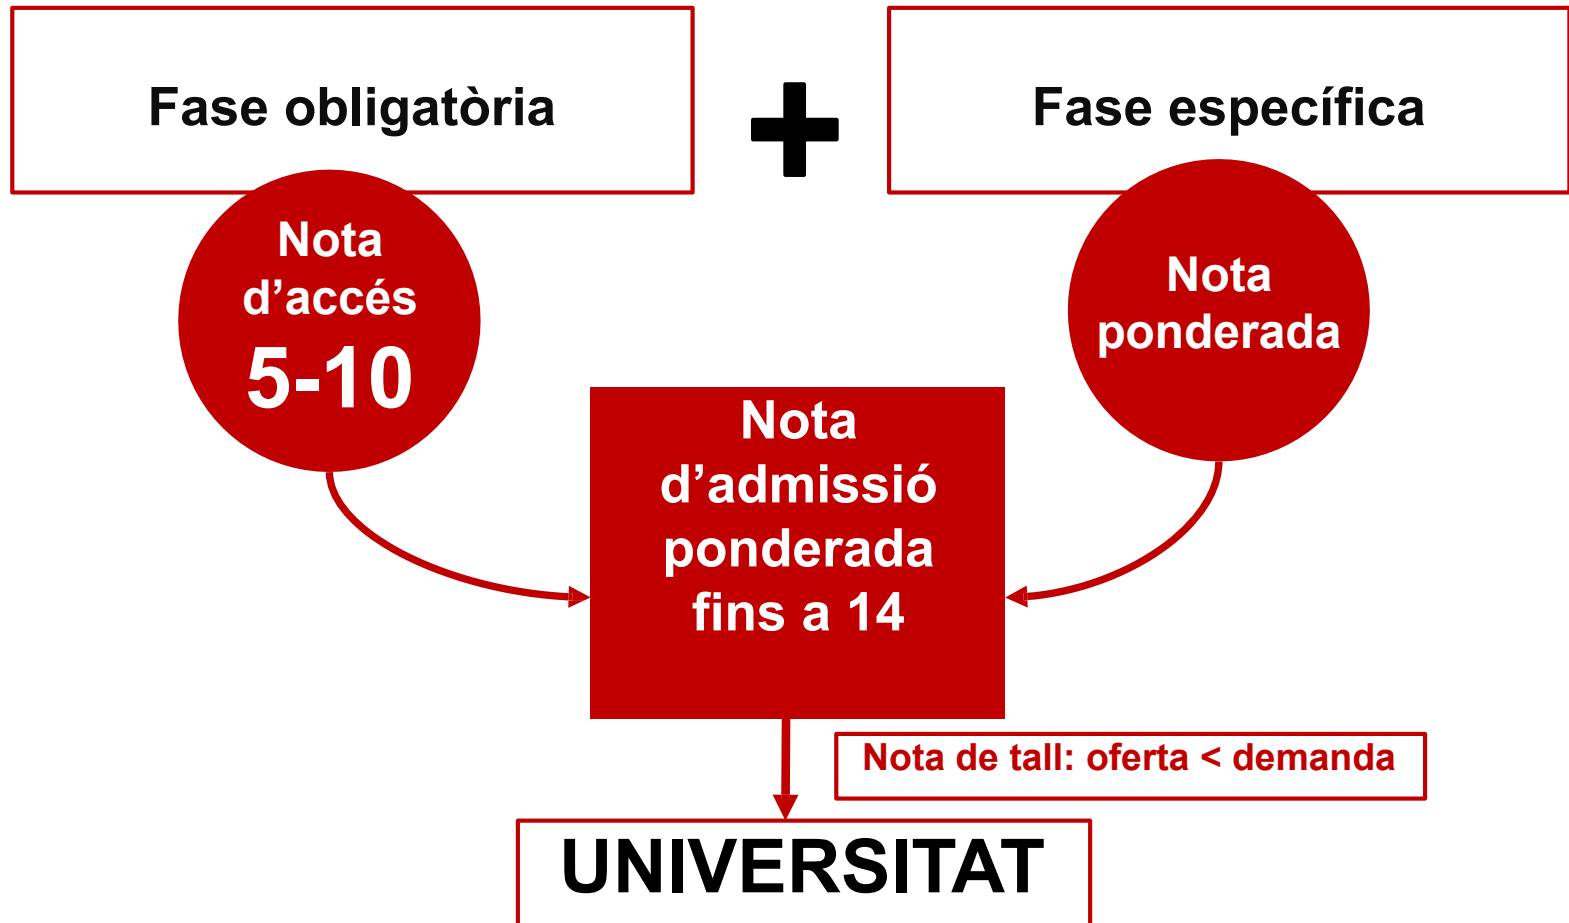 Fase obligatòria
+
Fase específica
Nota
d’accés
5-10
Nota
ponderada
Nota
d’admissió
ponderada
fins a 14
Nota de tall: oferta < demanda
UNIVERSITAT